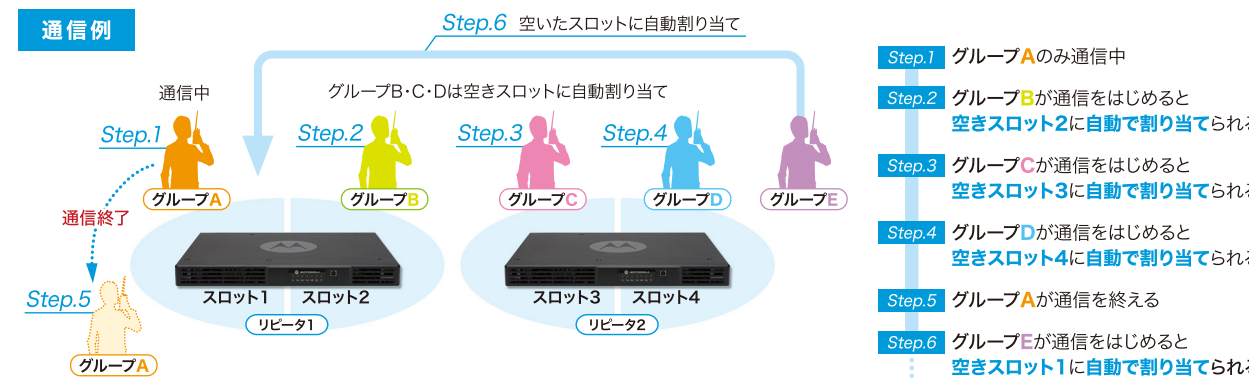 通信例
Step.6 空いたスロットに自動割り当て
通信中
グループB・C・Dは空きスロットに自動割り当て
Step.1
Step.2
Step.3
Step.4
グループA
グループB
グループC
グループD
グループE
通信終了
スロット1
スロット2
スロット3
スロット4
リピータ1
リピータ2
Step.5
グループA
Step.1 グループAのみ通信中
Step.2 グループBが通信をはじめると
空きスロット2に自動で割り当てられる
Step.3 グループCが通信をはじめると
空きスロット3に自動で割り当てられる
Step.4 グループDが通信をはじめると
空きスロット4に自動で割り当てられる
Step.5 グループAが通信を終える
Step.6 グループEが通信をはじめると
空きスロット1に自動で割り当てられる